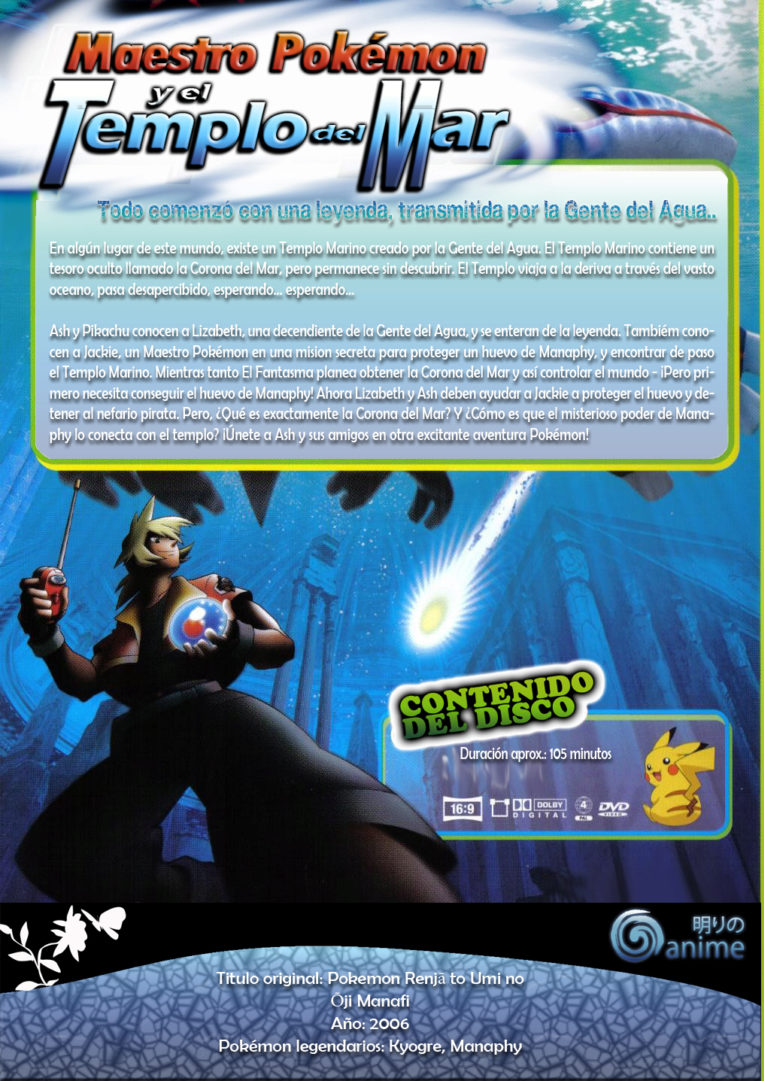 Maestro Pokémon
y el
Templo del Mar
Todo comenzó con una leyenda, transmitida por la Gente del Agua..
En algún lugar de este mundo, existe un Templo Marino creado por la Gente del Agua. El Templo Marino contiene un
tesoro oculto llamado la Corona del Mar, pero permanece sin descubrir. El Templo viaja a la deriva a través del vasto
oceano, pasa desapercibido, esperando... esperando...
Ash y Pikachu conocen a Lizabeth, una decendiente de la Gente del Agua, y se enteran de la leyenda. Tambiém cono-
cen a Jackie, un Maestro Pokémon en una mision secreta para proteger un huevo de Manaphy, y encontrar de paso
el Templo Marino. Mientras tanto El Fantasma planea obtener la Corona del Mar y así controlar el mundo - ¡Pero pri-
mero necesita conseguir el huevo de Manaphy! Ahora Lizabeth y Ash deben ayudar a Jackie a proteger el huevo y de-
tener al nefario pirata. Pero, ¿Qué es exactamente la Corona del Mar? Y ¿Cómo es que el misterioso poder de Mana-
phy lo conecta con el templo? ¡Únete a Ash y sus amigos en otra excitante aventura Pokémon!
CONTENIDO
DEL DISCO
Duración aprox.: 105 minutos
16:9 DOLBY DIGITAL 4 PAL DVD VIDEO
明りの
anime
Titulo original: Pokemon Renjā to Umi no
Ōji Manafi
Año: 2006
Pokémon legendarios: Kyogre, Manaphy